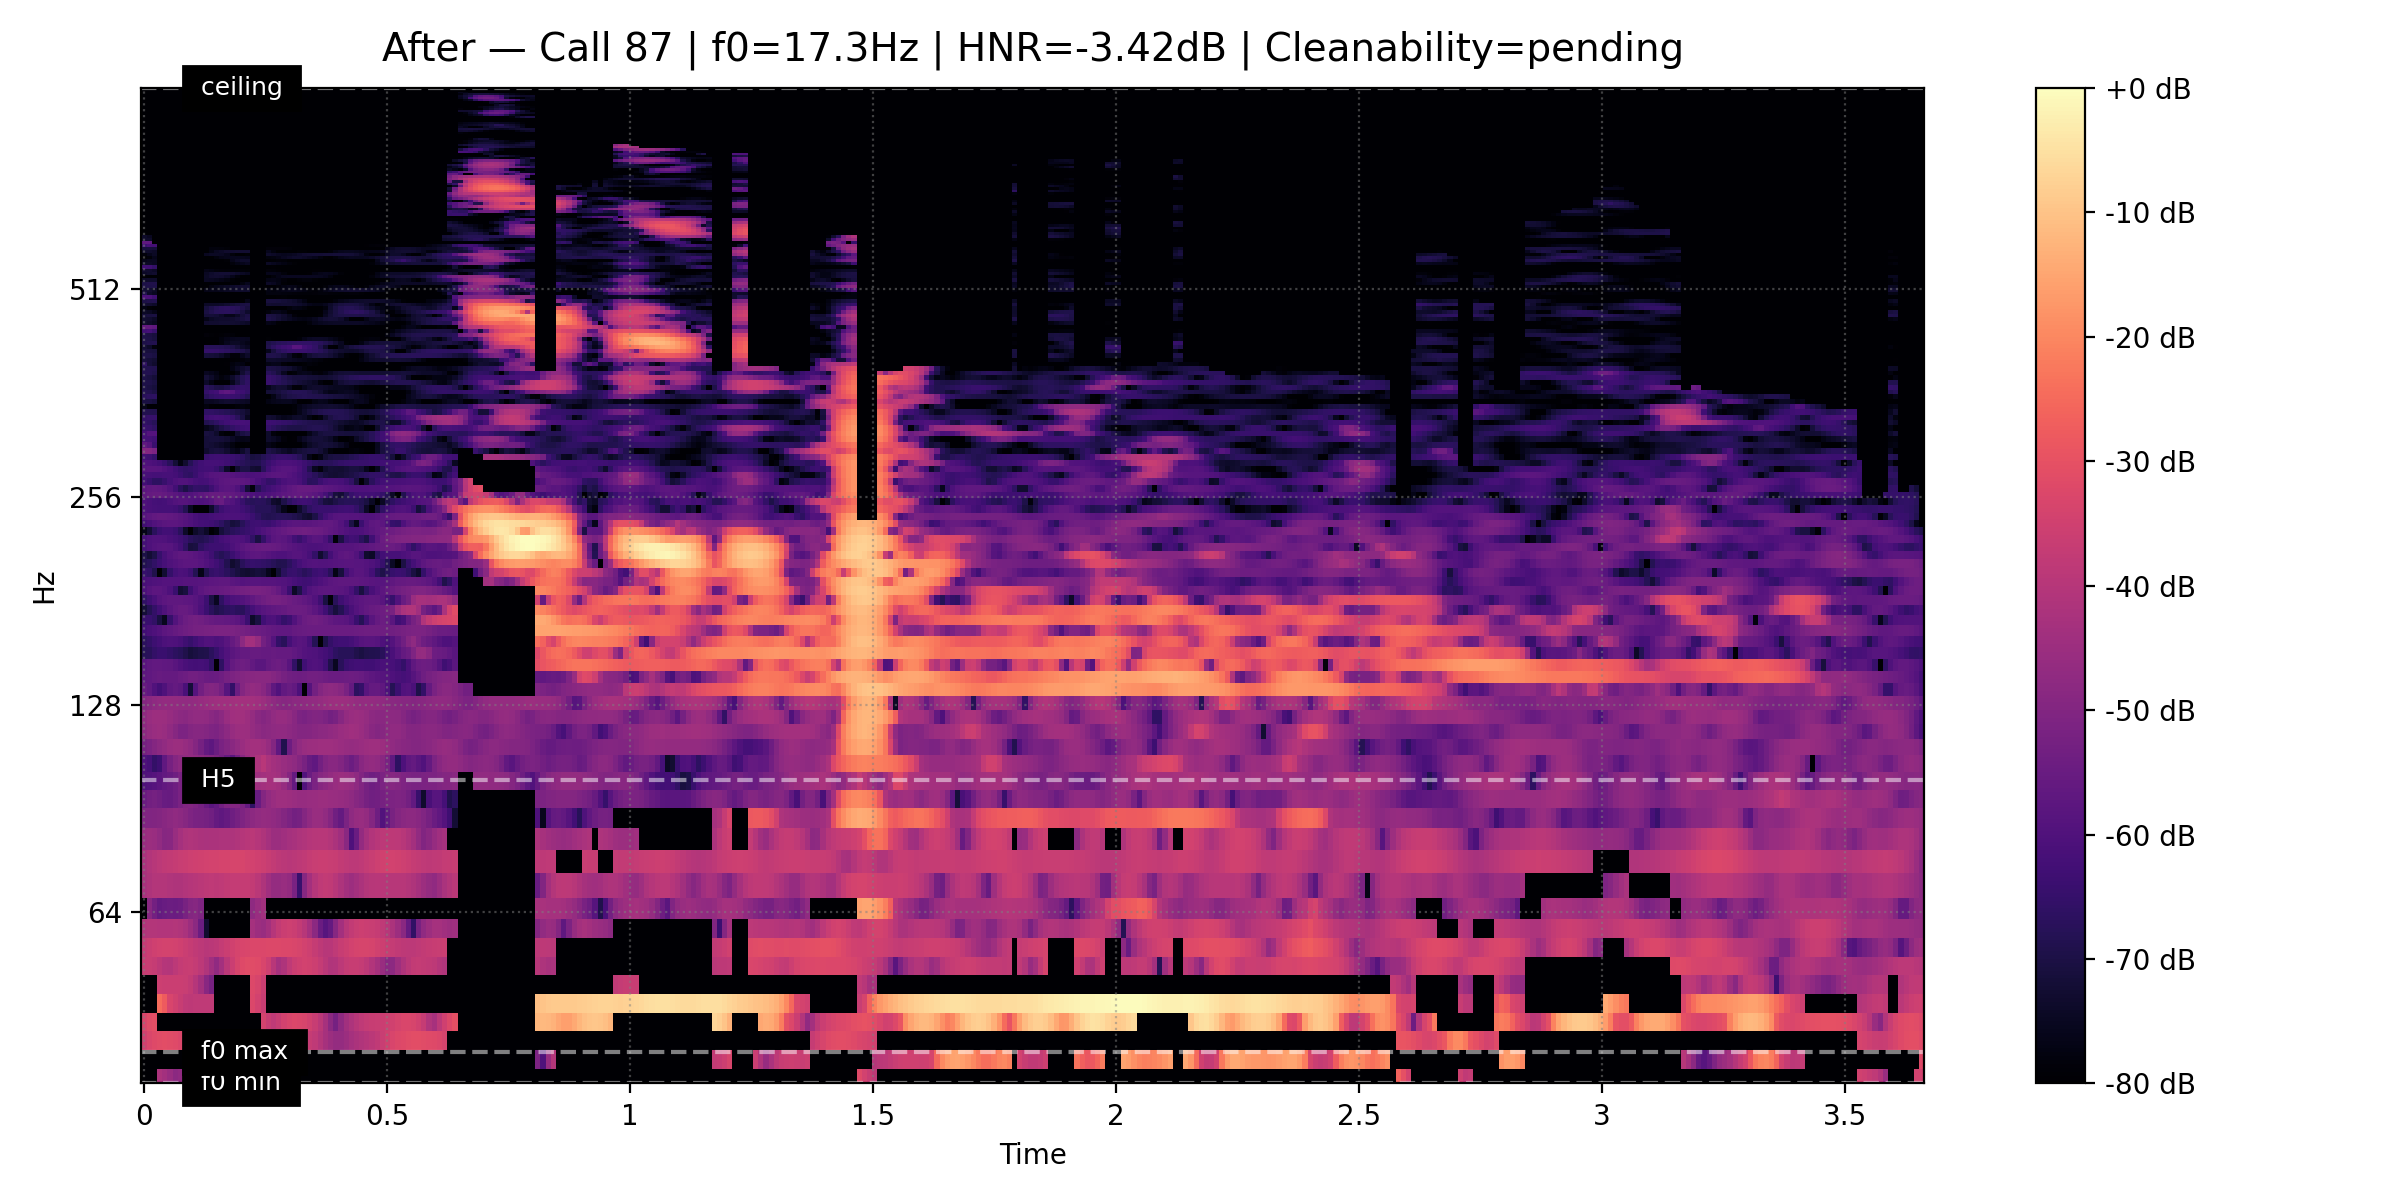 After — Call 87 | f0=17.3Hz | HNR=-3.42dB | Cleanability=pending
ceiling
512
256
128
64
Hz
H5
f0 max
f0 min
0 0.5 1 1.5 2 2.5 3 3.5
Time
+0 dB
-10 dB
-20 dB
-30 dB
-40 dB
-50 dB
-60 dB
-70 dB
-80 dB